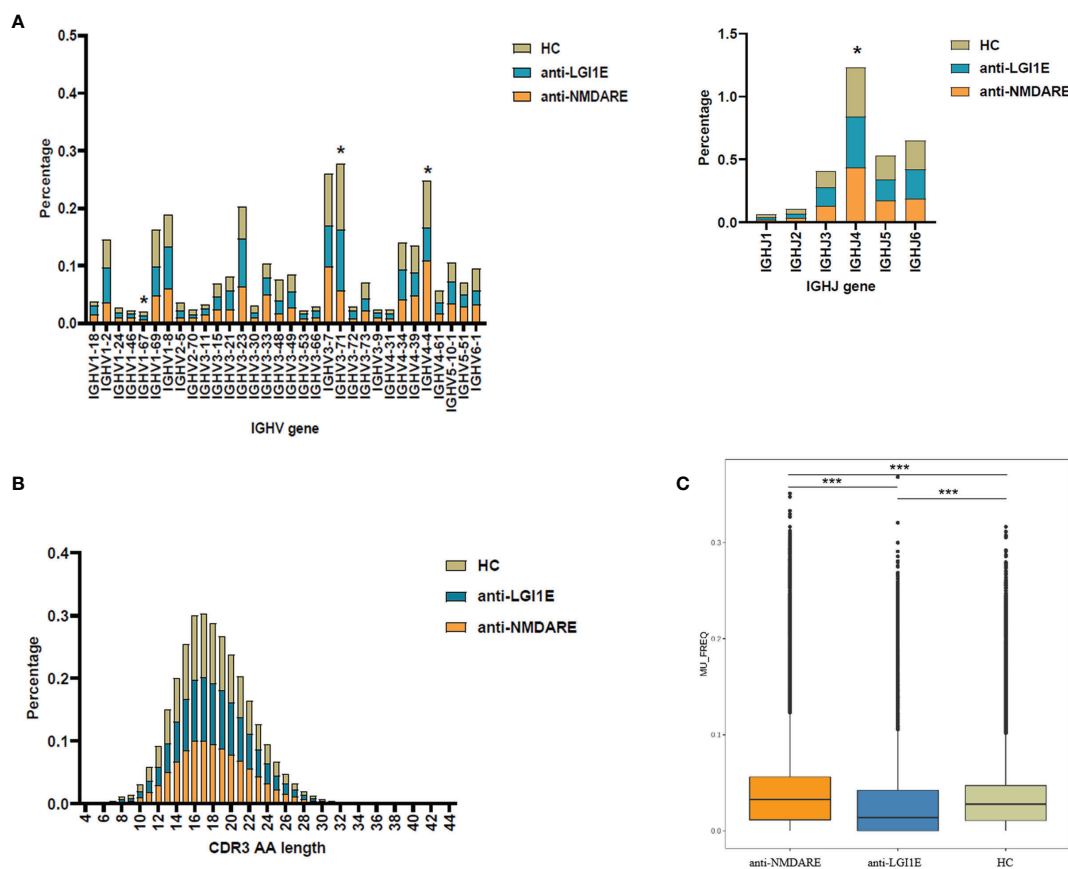 A
0.5
0.4
0.3
0.2
0.1
0.0
Percentage
HC
anti-LGI1E
anti-NMDARE
*
*
*
IGHV1-18
IGHV1-2
IGHV1-24
IGHV1-46
IGHV1-67
IGHV1-69
IGHV1-8
IGHV2-5
IGHV2-70
IGHV3-11
IGHV3-15
IGHV3-21
IGHV3-23
IGHV3-30
IGHV3-33
IGHV3-48
IGHV3-49
IGHV3-53
IGHV3-66
IGHV3-7
IGHV3-71
IGHV3-72
IGHV3-73
IGHV3-9
IGHV4-31
IGHV4-34
IGHV4-39
IGHV4-4
IGHV4-61
IGHV5-10-1
IGHV5-51
IGHV6-1
IGHV gene
1.5
1.0
0.5
0.0
Percentage
*
HC
anti-LGI1E
anti-NMDARE
IGHJ1
IGHJ2
IGHJ3
IGHJ4
IGHJ5
IGHJ6
IGHJ gene
B
0.4
0.3
0.2
0.1
0.0
Percentage
HC
anti-LGI1E
anti-NMDARE
4 6 8 10 12 14 16 18 20 22 24 26 28 30 32 34 36 38 40 42 44
CDR3 AA length
C
***
***
***
0.3
0.2
0.1
0.0
MU_FREQ
anti-NMDARE anti-LGI1E HC